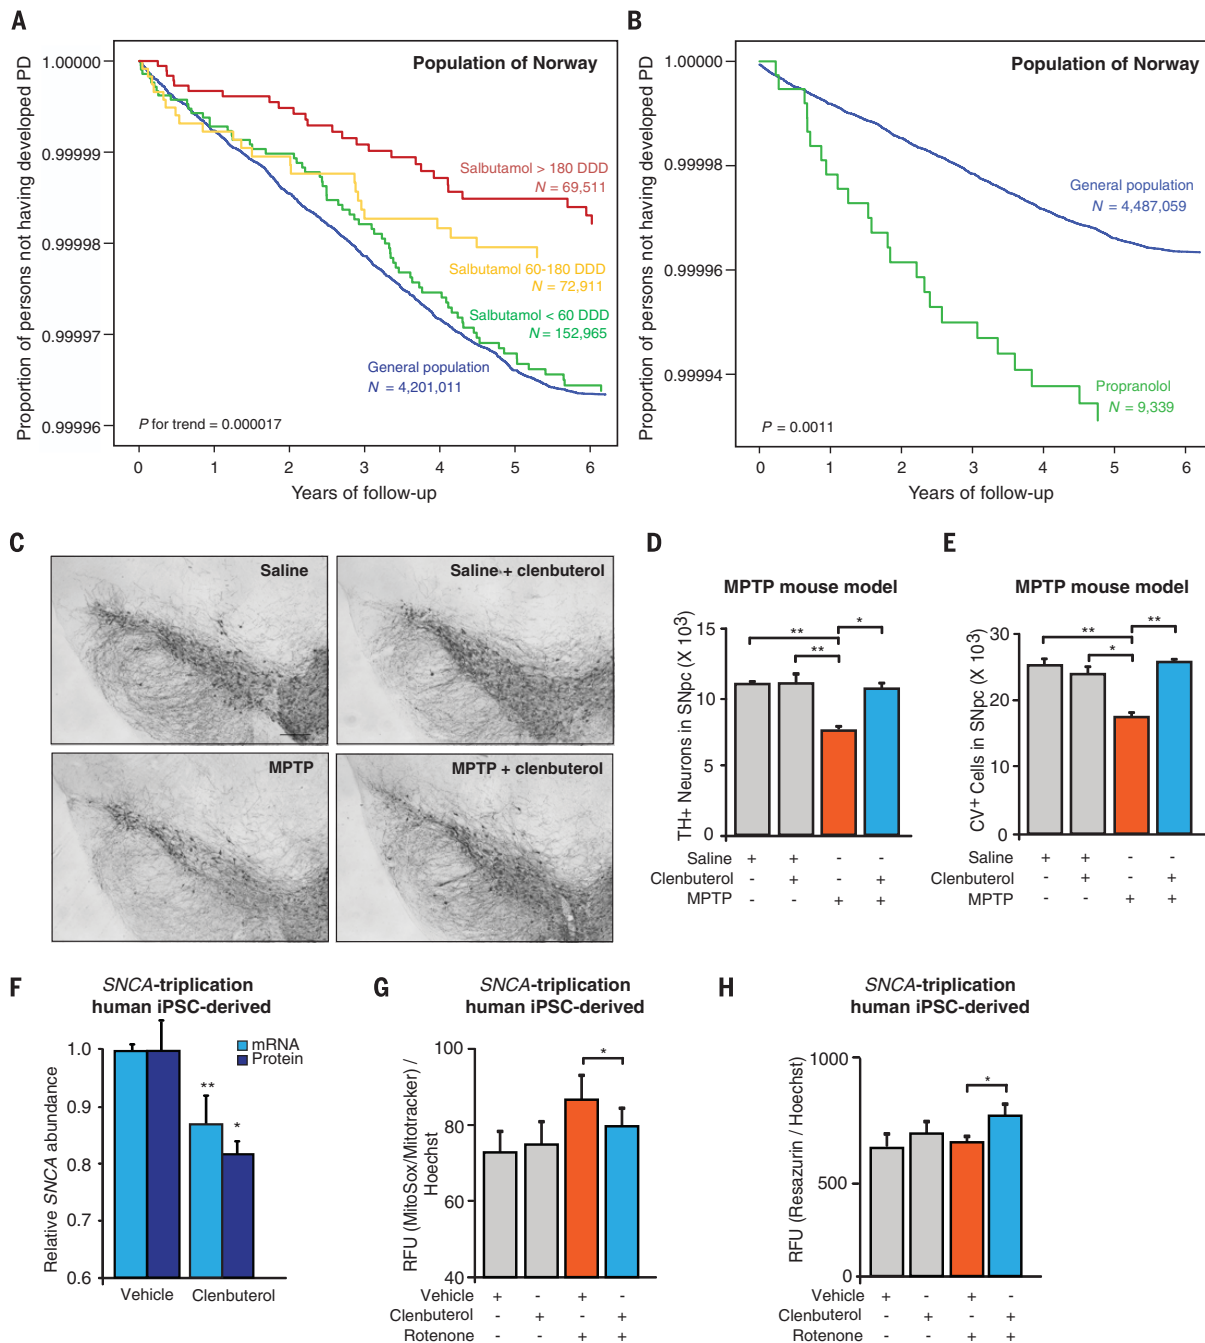 A
Proportion of persons not having developed PD
1.00000
0.99999
0.99998
0.99997
0.99996
Population of Norway
Salbutamol > 180 DDD
N = 69,511
Salbutamol 60-180 DDD
N = 72,911
Salbutamol < 60 DDD
N = 152,965
General population
N = 4,201,011
P for trend = 0.000017
0 1 2 3 4 5 6
Years of follow-up
B
Proportion of persons not having developed PD
1.00000
0.99998
0.99996
0.99994
Population of Norway
General population
N = 4,487,059
Propranolol
N = 9,339
P = 0.0011
0 1 2 3 4 5 6
Years of follow-up
C
Saline
Saline + clenbuterol
MPTP
MPTP + clenbuterol
D
MPTP mouse model
TH+ Neurons in SNpc (X 10³)
15
10
5
0
** *
**
Saline + + - -
Clenbuterol - + - +
MPTP - - + +
E
MPTP mouse model
CV⁺ Cells in SNpc (X 10³)
30
20
10
0
** **
*
Saline + + - -
Clenbuterol - + - +
MPTP - - + +
F
SNCA-triplication
human iPSC-derived
Relative SNCA abundance
1.0
0.9
0.8
0.7
0.6
mRNA
Protein
**
*
Vehicle Clenbuterol
G
SNCA-triplication
human iPSC-derived
RFU (MitoSox/Mitotracker) /
Hoechst
100
80
60
40
*
Vehicle + - + -
Clenbuterol - + - +
Rotenone - - + +
H
SNCA-triplication
human iPSC-derived
RFU (Resazurin / Hoechst)
1000
500
0
*
Vehicle + - + -
Clenbuterol - + - +
Rotenone - - + +